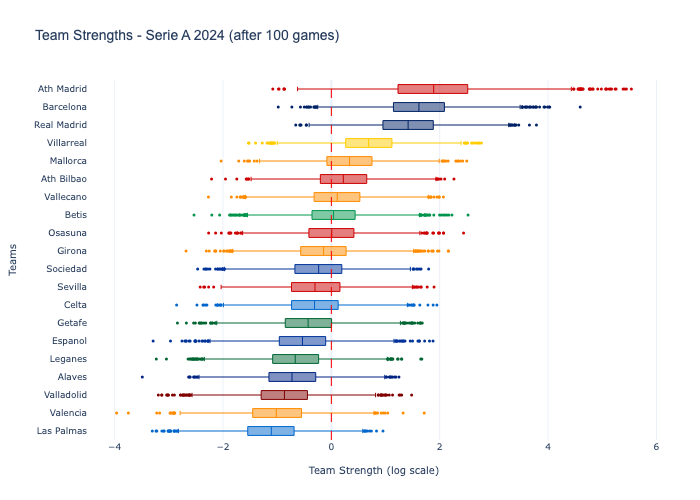 Team Strengths - Serie A 2024 (after 100 games)
Ath Madrid
Barcelona
Real Madrid
Villarreal
Mallorca
Ath Bilbao
Vallecano
Betis
Osasuna
Girona
Sociedad
Sevilla
Celta
Getafe
Espanol
Leganes
Alaves
Valladolid
Valencia
Las Palmas
Teams
−4 −2 0 2 4 6
Team Strength (log scale)